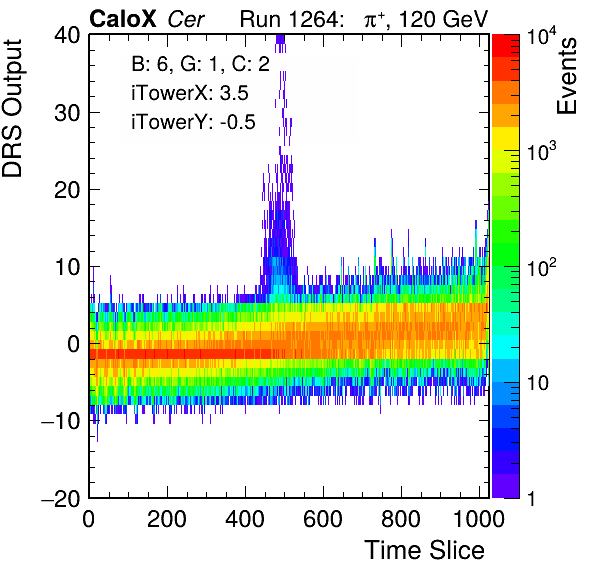 CaloX Cer Run 1264: π⁺, 120 GeV
DRS Output
Events
B: 6, G: 1, C: 2
iTowerX: 3.5
iTowerY: -0.5
40
30
20
10
0
−10
−20
0 200 400 600 800 1000
Time Slice
10⁴
10³
10²
10
1